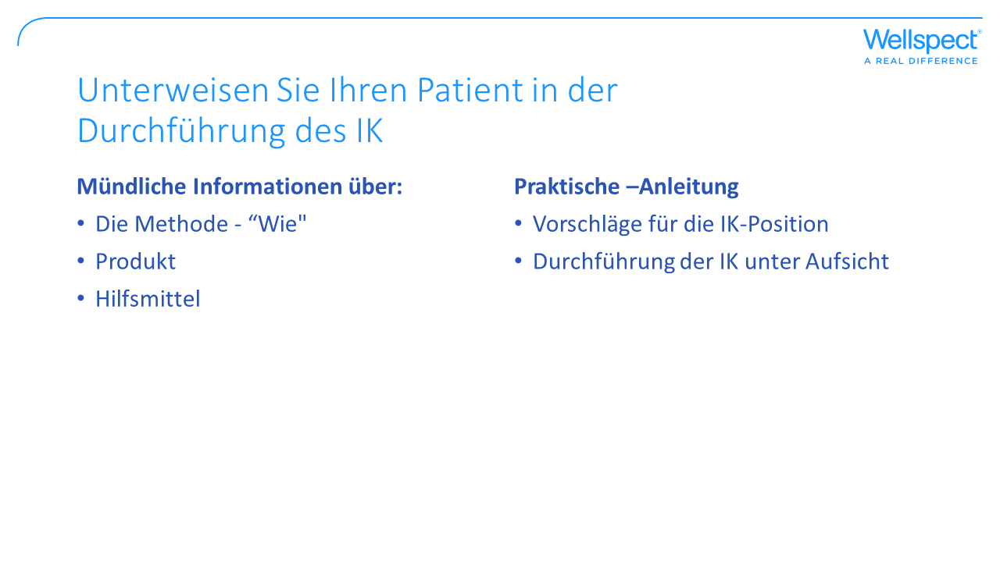 Wellspect®
A REAL DIFFERENCE
Unterweisen Sie Ihren Patient in der
Durchführung des IK
Mündliche Informationen über:
• Die Methode - “Wie"
• Produkt
• Hilfsmittel
Praktische –Anleitung
• Vorschläge für die IK-Position
• Durchführung der IK unter Aufsicht